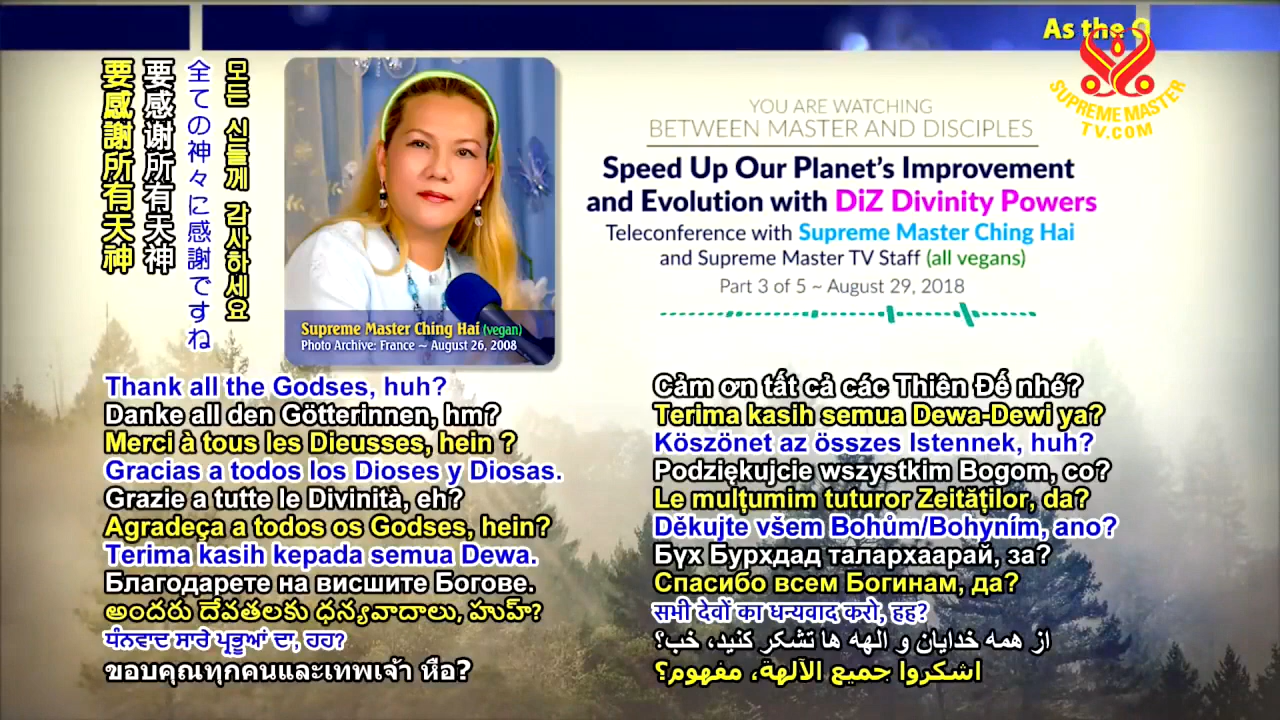 As the
SUPREME MASTER
TV.COM
要感謝所有天神
要感谢所有天神
全ての神々に感謝ですね
모든 신들께 감사하세요
Supreme Master Ching Hai (vegan)
Photo Archive: France ~ August 26, 2008
YOU ARE WATCHING
BETWEEN MASTER AND DISCIPLES
Speed Up Our Planet’s Improvement
and Evolution with DiZ Divinity Powers
Teleconference with Supreme Master Ching Hai
and Supreme Master TV Staff (all vegans)
Part 3 of 5 ~ August 29, 2018
Thank all the Godses, huh?
Danke all den Götterinnen, hm?
Merci à tous les Dieusses, hein ?
Gracias a todos los Dioses y Diosas.
Grazie a tutte le Divinità, eh?
Agradeça a todos os Godses, hein?
Terima kasih kepada semua Dewa.
Благодарете на висшите Богове.
అందరు దేవతలకు ధన్యవాదాలు, హుహ్?
ਧੰਨਵਾਦ ਸਾਰੇ ਪ੍ਰਭੂਆਂ ਦਾ, ਹਹ?
ขอบคุณทุกคนและเทพเจ้า หือ?
Cảm ơn tất cả các Thiên Đế nhé?
Terima kasih semua Dewa-Dewi ya?
Köszönet az összes Istennek, huh?
Podziękujcie wszystkim Bogom, co?
Le mulțumim tuturor Zeităților, da?
Děkujte všem Bohům/Bohyním, ano?
Бүх Бурхдад талархаарай, за?
Спасибо всем Богинам, да?
सभी देवों का धन्यवाद करो, हह?
از همه خدایان و الهه ها تشکر کنید، خب؟
اشكروا جميع الآلهة، مفهوم؟